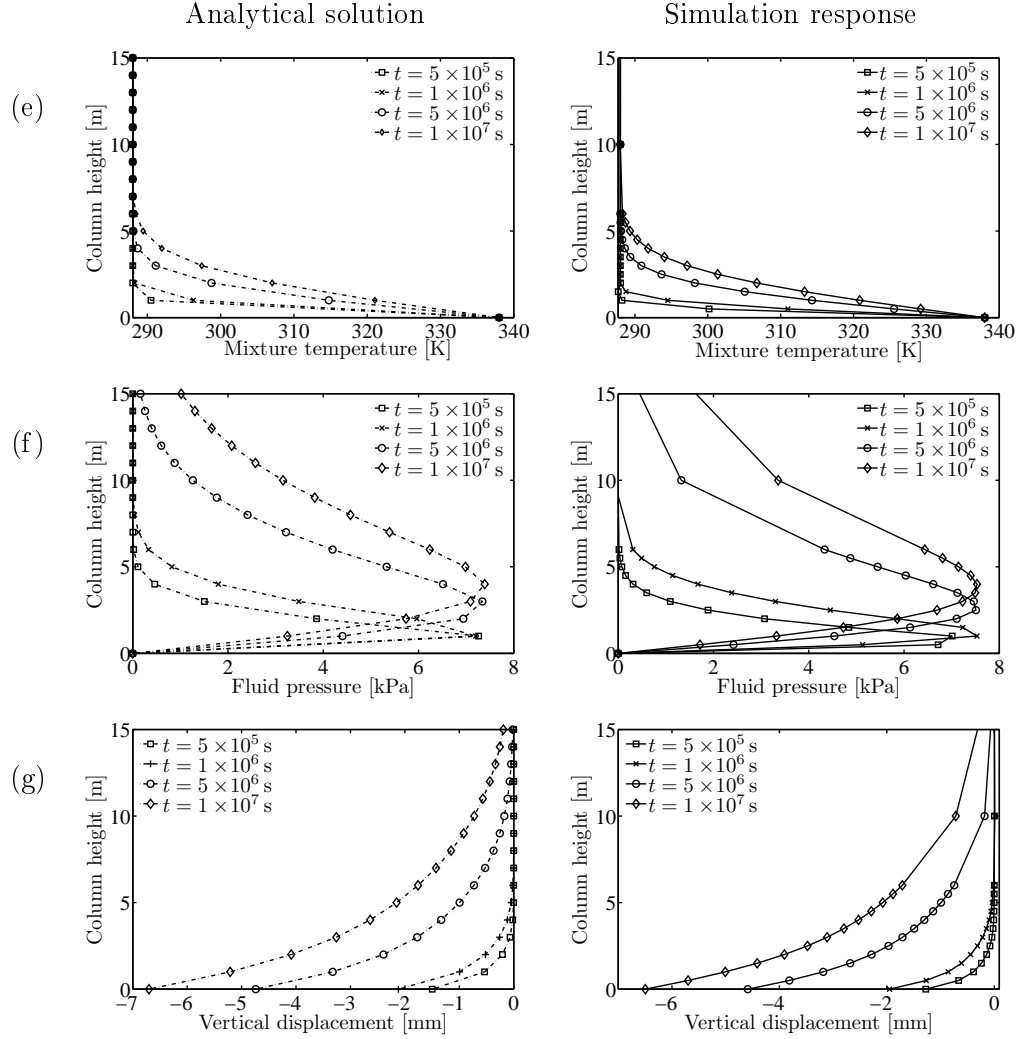 Analytical solution
Simulation response
(e)
Column height [m]
15
10
5
0
t = 5 ×10⁵ s
t = 1 ×10⁶ s
t = 5 ×10⁶ s
t = 1 ×10⁷ s
290 300 310 320 330 340
Mixture temperature [K]
Column height [m]
15
10
5
0
t = 5 ×10⁵ s
t = 1 ×10⁶ s
t = 5 ×10⁶ s
t = 1 ×10⁷ s
290 300 310 320 330 340
Mixture temperature [K]
(f)
Column height [m]
15
10
5
0
t = 5 ×10⁵ s
t = 1 ×10⁶ s
t = 5 ×10⁶ s
t = 1 ×10⁷ s
0 2 4 6 8
Fluid pressure [kPa]
Column height [m]
15
10
5
0
t = 5 ×10⁵ s
t = 1 ×10⁶ s
t = 5 ×10⁶ s
t = 1 ×10⁷ s
0 2 4 6 8
Fluid pressure [kPa]
(g)
Column height [m]
15
10
5
0
t = 5 ×10⁵ s
t = 1 ×10⁶ s
t = 5 ×10⁶ s
t = 1 ×10⁷ s
−7 −6 −5 −4 −3 −2 −1 0
Vertical displacement [mm]
Column height [m]
15
10
5
0
t = 5 ×10⁵ s
t = 1 ×10⁶ s
t = 5 ×10⁶ s
t = 1 ×10⁷ s
−6 −4 −2 0
Vertical displacement [mm]